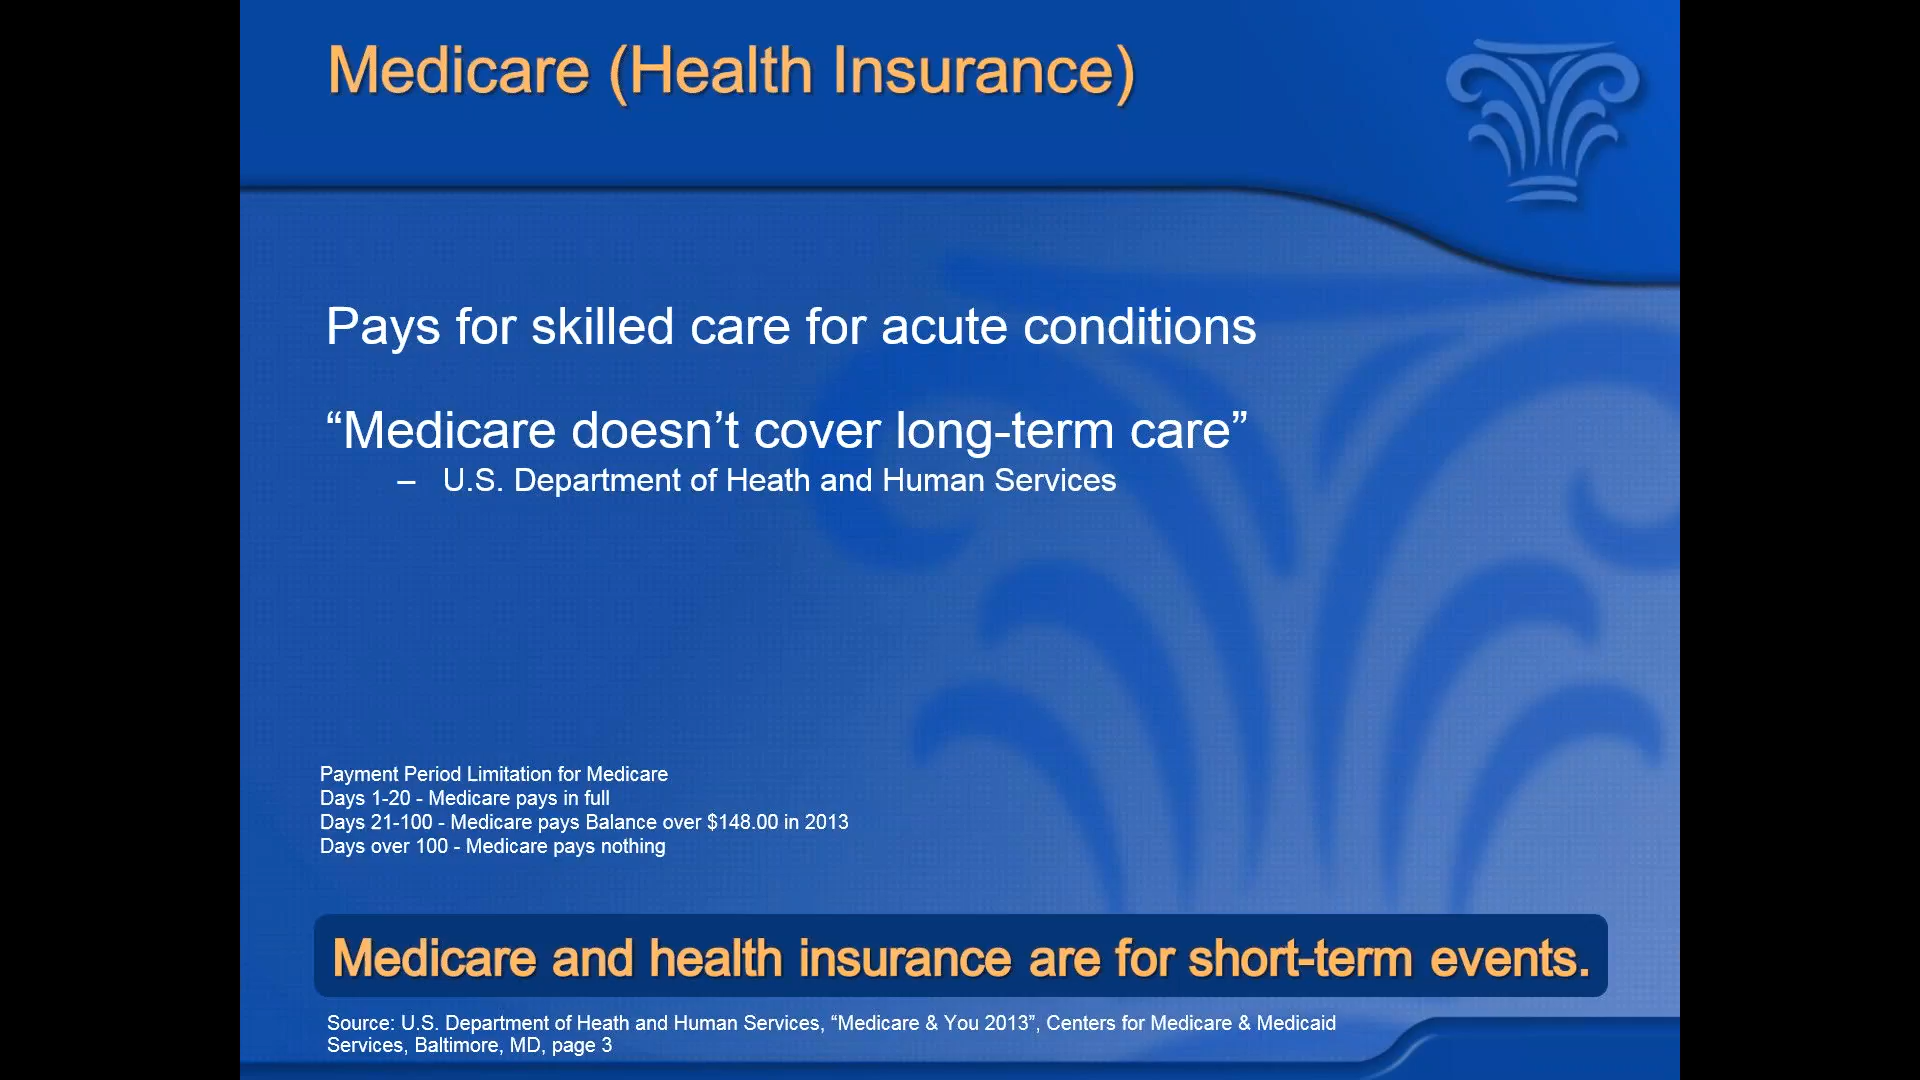 Medicare (Health Insurance)
Pays for skilled care for acute conditions
“Medicare doesn’t cover long-term care”
– U.S. Department of Heath and Human Services
Payment Period Limitation for Medicare
Days 1-20 - Medicare pays in full
Days 21-100 - Medicare pays Balance over $148.00 in 2013
Days over 100 - Medicare pays nothing
Medicare and health insurance are for short-term events.
Source: U.S. Department of Heath and Human Services, “Medicare & You 2013”, Centers for Medicare & Medicaid
Services, Baltimore, MD, page 3